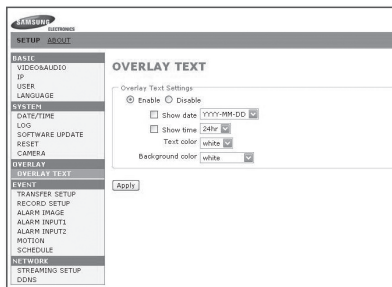 SAMSUNG
ELECTRONICS
SETUP ABOUT
BASIC
VIDEO&AUDIO
IP
USER
LANGUAGE
SYSTEM
DATE/TIME
LOG
SOFTWARE UPDATE
RESET
CAMERA
OVERLAY
OVERLAY TEXT
EVENT
TRANSFER SETUP
RECORD SETUP
ALARM IMAGE
ALARM INPUT1
ALARM INPUT2
MOTION
SCHEDULE
NETWORK
STREAMING SETUP
DDNS
OVERLAY TEXT
Overlay Text Settings
Enable Disable
Show date YYYY-MM-DD
Show time 24hr
Text color white
Background color white
Apply